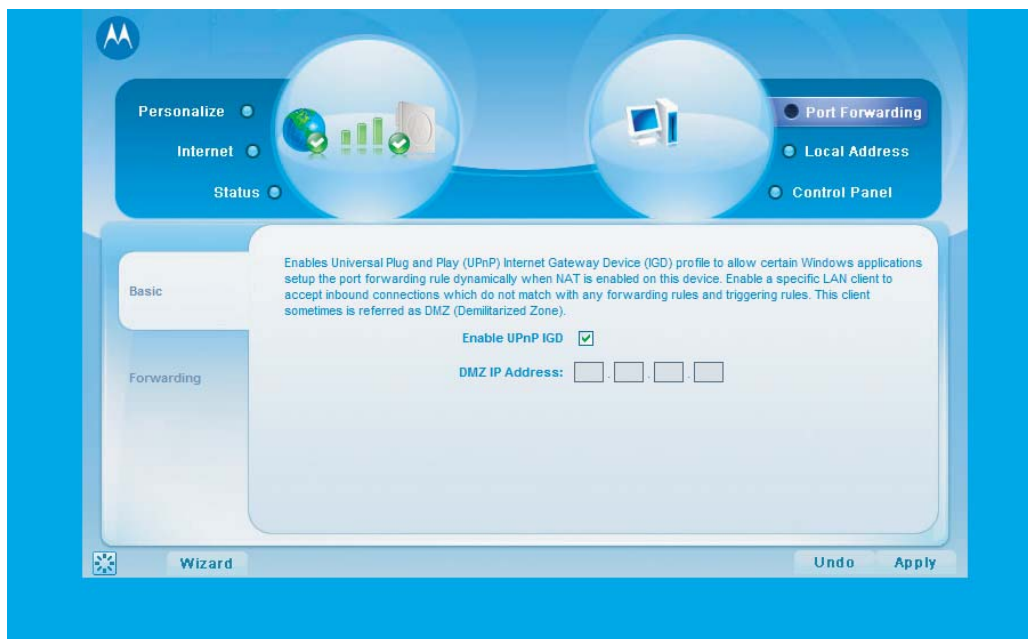 Personalize
Internet
Status
Port Forwarding
Local Address
Control Panel
Basic
Forwarding
Enables Universal Plug and Play (UPnP) Internet Gateway Device (IGD) profile to allow certain Windows applications
setup the port forwarding rule dynamically when NAT is enabled on this device. Enable a specific LAN client to
accept inbound connections which do not match with any forwarding rules and triggering rules. This client
sometimes is referred as DMZ (Demilitarized Zone).
Enable UPnP IGD
DMZ IP Address: . . .
Wizard
Undo Apply